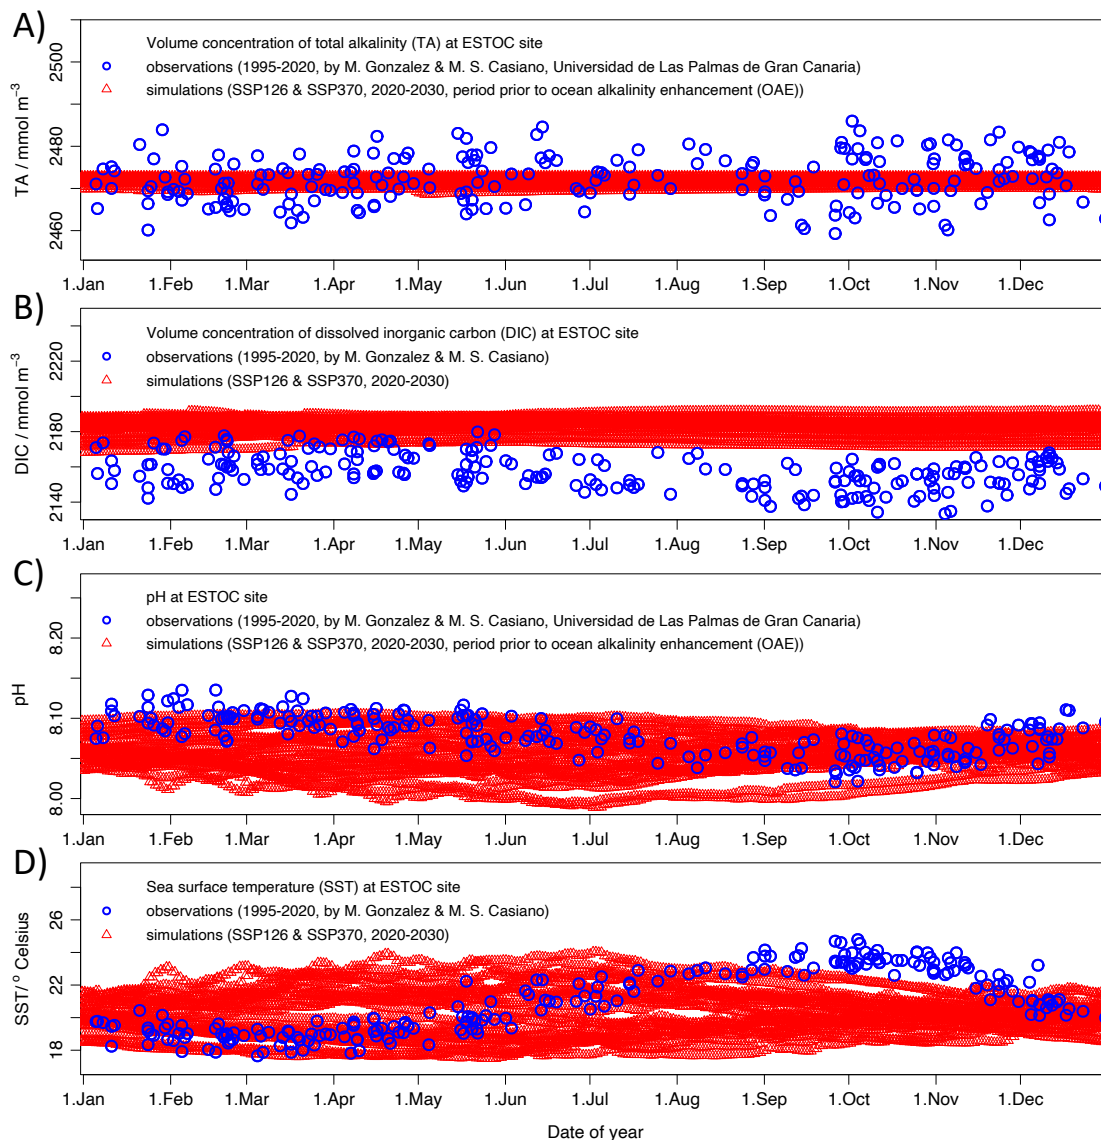 A)
Volume concentration of total alkalinity (TA) at ESTOC site
observations (1995-2020, by M. Gonzalez & M. S. Casiano, Universidad de Las Palmas de Gran Canaria)
simulations (SSP126 & SSP370, 2020-2030, period prior to ocean alkalinity enhancement (OAE))
TA / mmol m⁻³
2500
2480
2460
1.Jan 1.Feb 1.Mar 1.Apr 1.May 1.Jun 1.Jul 1.Aug 1.Sep 1.Oct 1.Nov 1.Dec
B)
Volume concentration of dissolved inorganic carbon (DIC) at ESTOC site
observations (1995-2020, by M. Gonzalez & M. S. Casiano)
simulations (SSP126 & SSP370, 2020-2030)
DIC / mmol m⁻³
2220
2180
2140
1.Jan 1.Feb 1.Mar 1.Apr 1.May 1.Jun 1.Jul 1.Aug 1.Sep 1.Oct 1.Nov 1.Dec
C)
pH at ESTOC site
observations (1995-2020, by M. Gonzalez & M. S. Casiano, Universidad de Las Palmas de Gran Canaria)
simulations (SSP126 & SSP370, 2020-2030, period prior to ocean alkalinity enhancement (OAE))
pH
8.20
8.10
8.00
1.Jan 1.Feb 1.Mar 1.Apr 1.May 1.Jun 1.Jul 1.Aug 1.Sep 1.Oct 1.Nov 1.Dec
D)
Sea surface temperature (SST) at ESTOC site
observations (1995-2020, by M. Gonzalez & M. S. Casiano)
simulations (SSP126 & SSP370, 2020-2030)
SST/ ° Celsius
26
22
18
1.Jan 1.Feb 1.Mar 1.Apr 1.May 1.Jun 1.Jul 1.Aug 1.Sep 1.Oct 1.Nov 1.Dec
Date of year